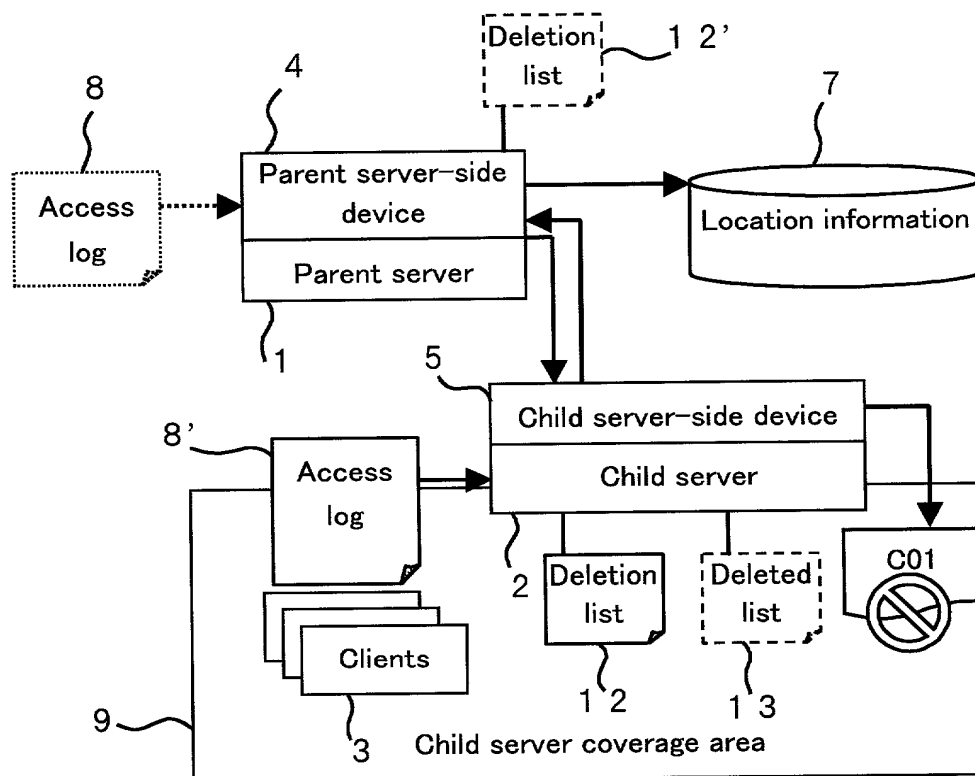 Deletion
list
1 2'
4
8
7
Parent server-side
device
Access
log
Location information
Parent server
1
5
Child server-side device
8'
Access
log
Child server
2
C01
Deletion
list
Deleted
list
Clients
1 2
1 3
9
3
Child server coverage area